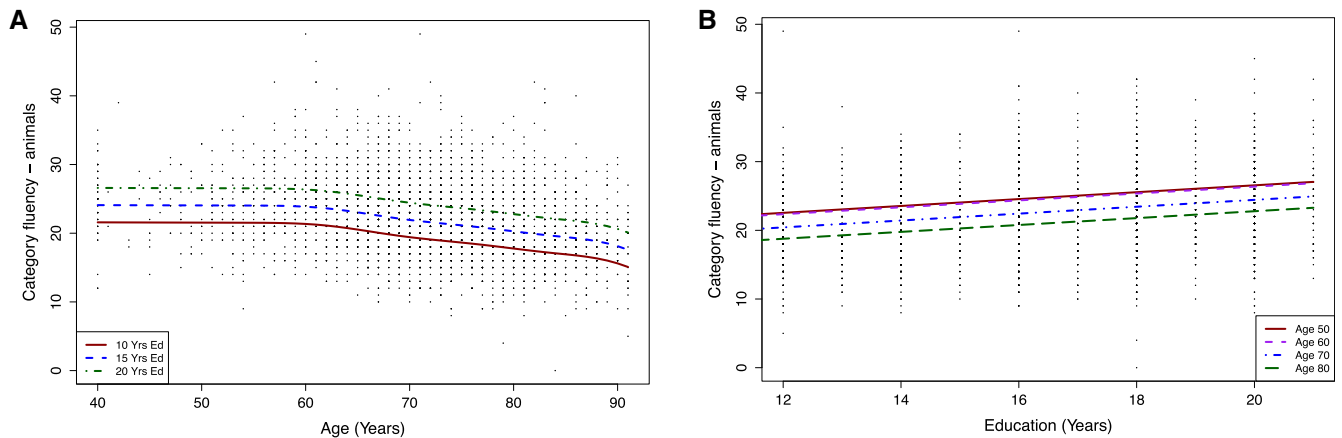 A
Category fluency – animals
50
40
30
20
10
0
10 Yrs Ed
15 Yrs Ed
20 Yrs Ed
40 50 60 70 80 90
Age (Years)
B
Category fluency – animals
50
40
30
20
10
0
Age 50
Age 60
Age 70
Age 80
12 14 16 18 20
Education (Years)